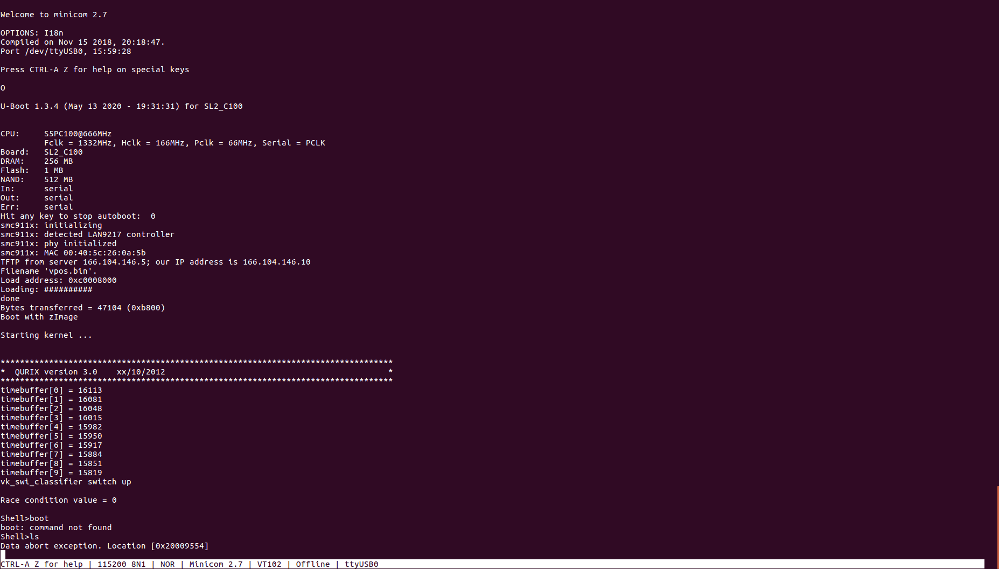 Welcome to minicom 2.7
OPTIONS: I18n
Compiled on Nov 15 2018, 20:18:47.
Port /dev/ttyUSB0, 15:59:28
Press CTRL-A Z for help on special keys
O
U-Boot 1.3.4 (May 13 2020 - 19:31:31) for SL2_C100
CPU:     S5PC100@666MHz
         Fclk = 1332MHz, Hclk = 166MHz, Pclk = 66MHz, Serial = PCLK
Board:   SL2_C100
DRAM:    256 MB
Flash:   1 MB
NAND:    512 MB
In:      serial
Out:     serial
Err:     serial
Hit any key to stop autoboot:  0
smc911x: initializing
smc911x: detected LAN9217 controller
smc911x: phy initialized
smc911x: MAC 00:40:5c:26:0a:5b
TFTP from server 166.104.146.5; our IP address is 166.104.146.10
Filename 'vpos.bin'.
Load address: 0xc0008000
Loading: ##########
done
Bytes transferred = 47104 (0xb800)
Boot with zImage
Starting kernel ...
*********************************************************************************
*  QURIX version 3.0    xx/10/2012                                              *
*********************************************************************************
timebuffer[0] = 16113
timebuffer[1] = 16081
timebuffer[2] = 16048
timebuffer[3] = 16015
timebuffer[4] = 15982
timebuffer[5] = 15950
timebuffer[6] = 15917
timebuffer[7] = 15884
timebuffer[8] = 15851
timebuffer[9] = 15819
vk_swi_classifier switch up
Race condition value = 0
Shell>boot
boot: command not found
Shell>ls
Data abort exception. Location [0x20009554]
CTRL-A Z for help | 115200 8N1 | NOR | Minicom 2.7 | VT102 | Offline | ttyUSB0